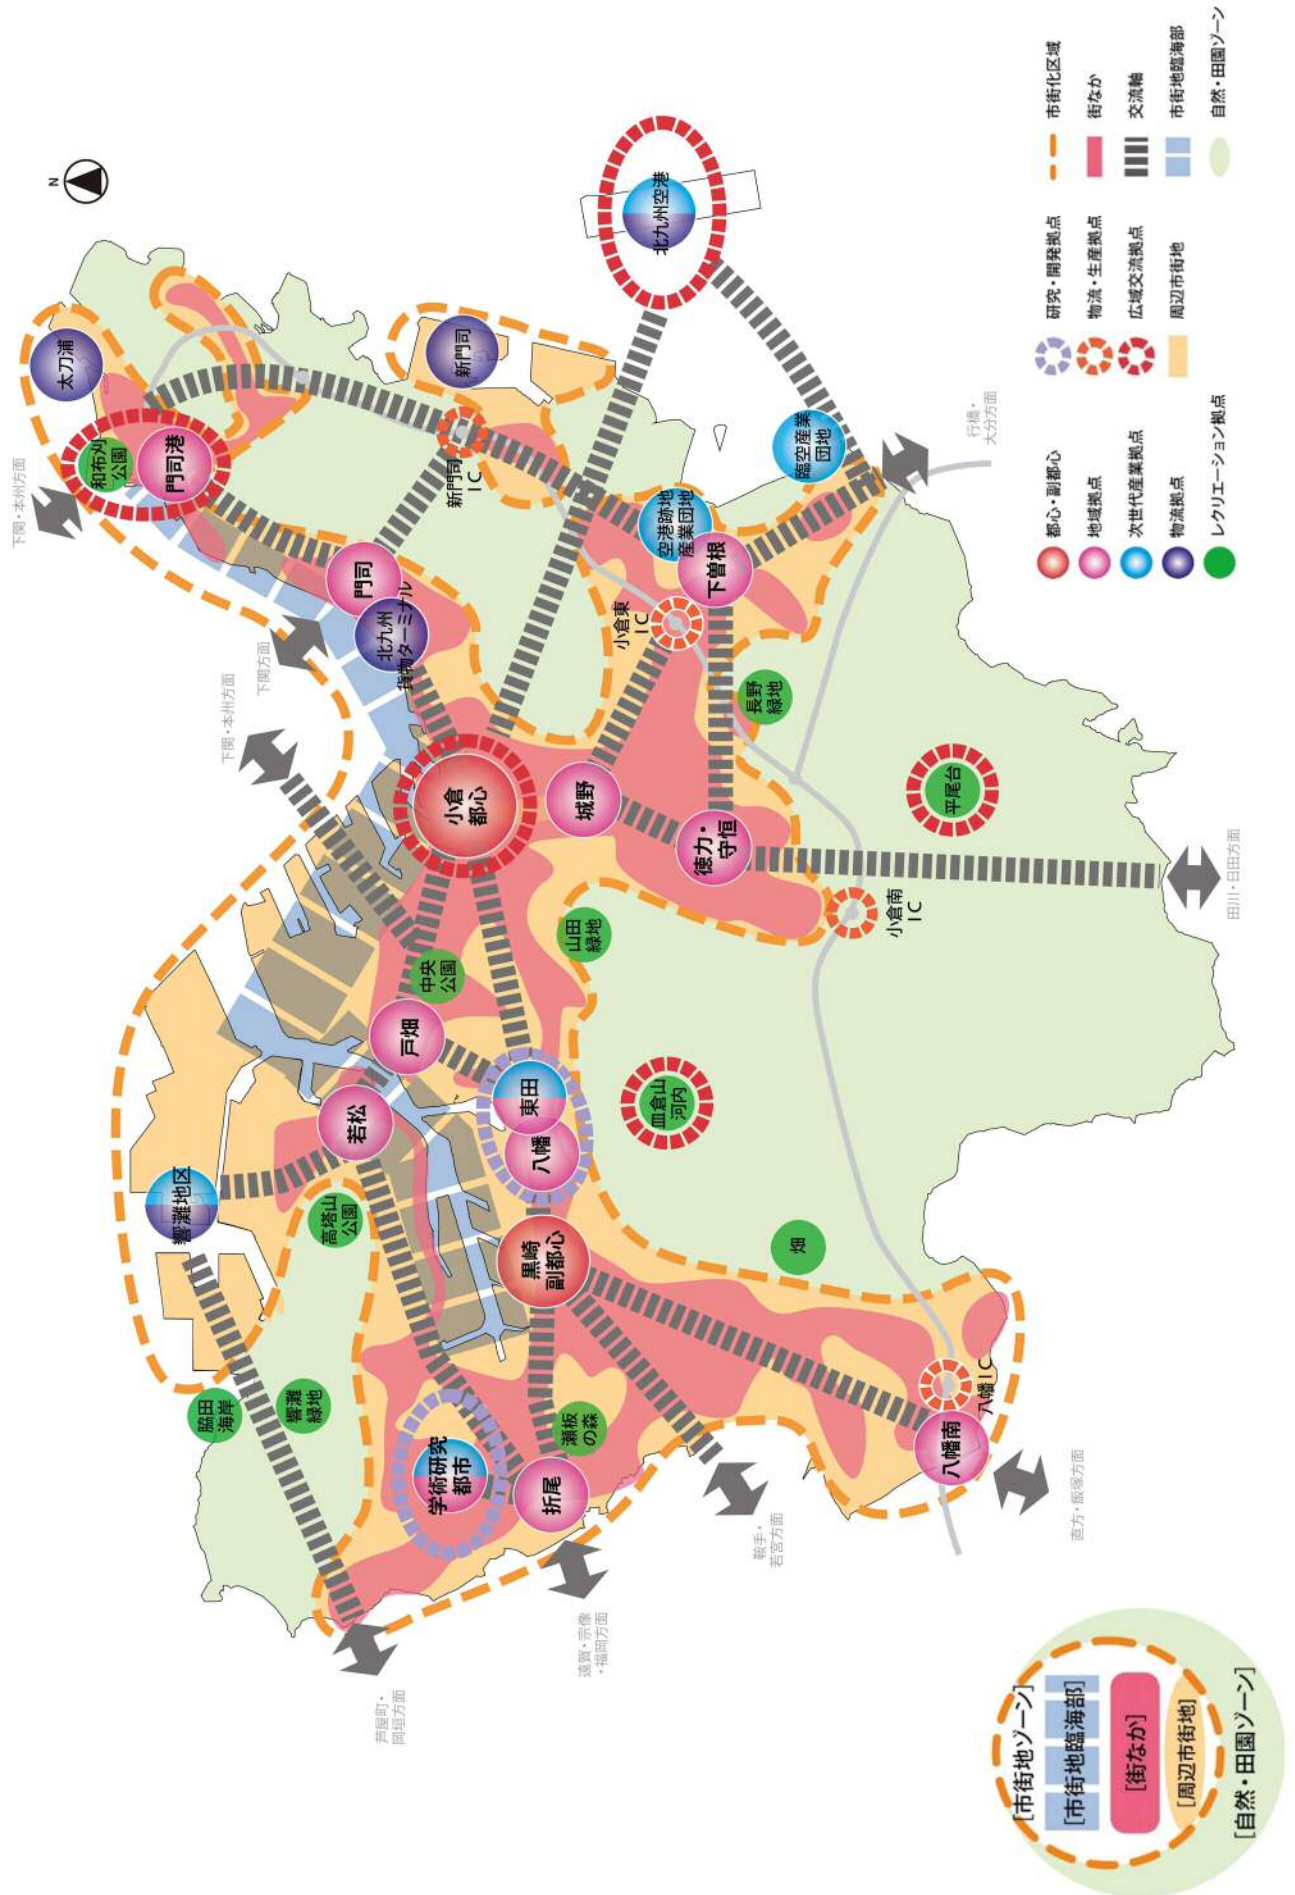 N
下関・本州方面
太刀浦
和布刈
公園
門司港
新門司
新門司
IC
門司
北九州
貨物ターミナル
下関方面
下関・本州方面
北九州空港
臨空産業
団地
空港跡地
産業団地
下曽根
小倉東
IC
行橋・
大分方面
長野
緑地
小倉
都心
城野
徳力・
守恒
平尾台
小倉南
IC
田川・日田方面
山田
緑地
中央
公園
戸畑
若松
東田
八幡
皿倉山
河内
畑
響灘地区
高塔山
公園
黒崎
副都心
脇田
海岸
響灘
緑地
学術研究
都市
瀬板
の森
折尾
八幡IC
八幡南
直方・飯塚方面
鞍手・
若宮方面
遠賀・宗像
・福岡方面
芦屋町・
岡垣方面
都心・副都心
地域拠点
次世代産業拠点
物流拠点
レクリエーション拠点
研究・開発拠点
物流・生産拠点
広域交流拠点
周辺市街地
市街化区域
街なか
交流軸
市街地臨海部
自然・田園ゾーン
[市街地ゾーン]
[市街地臨海部]
[街なか]
[周辺市街地]
[自然・田園ゾーン]